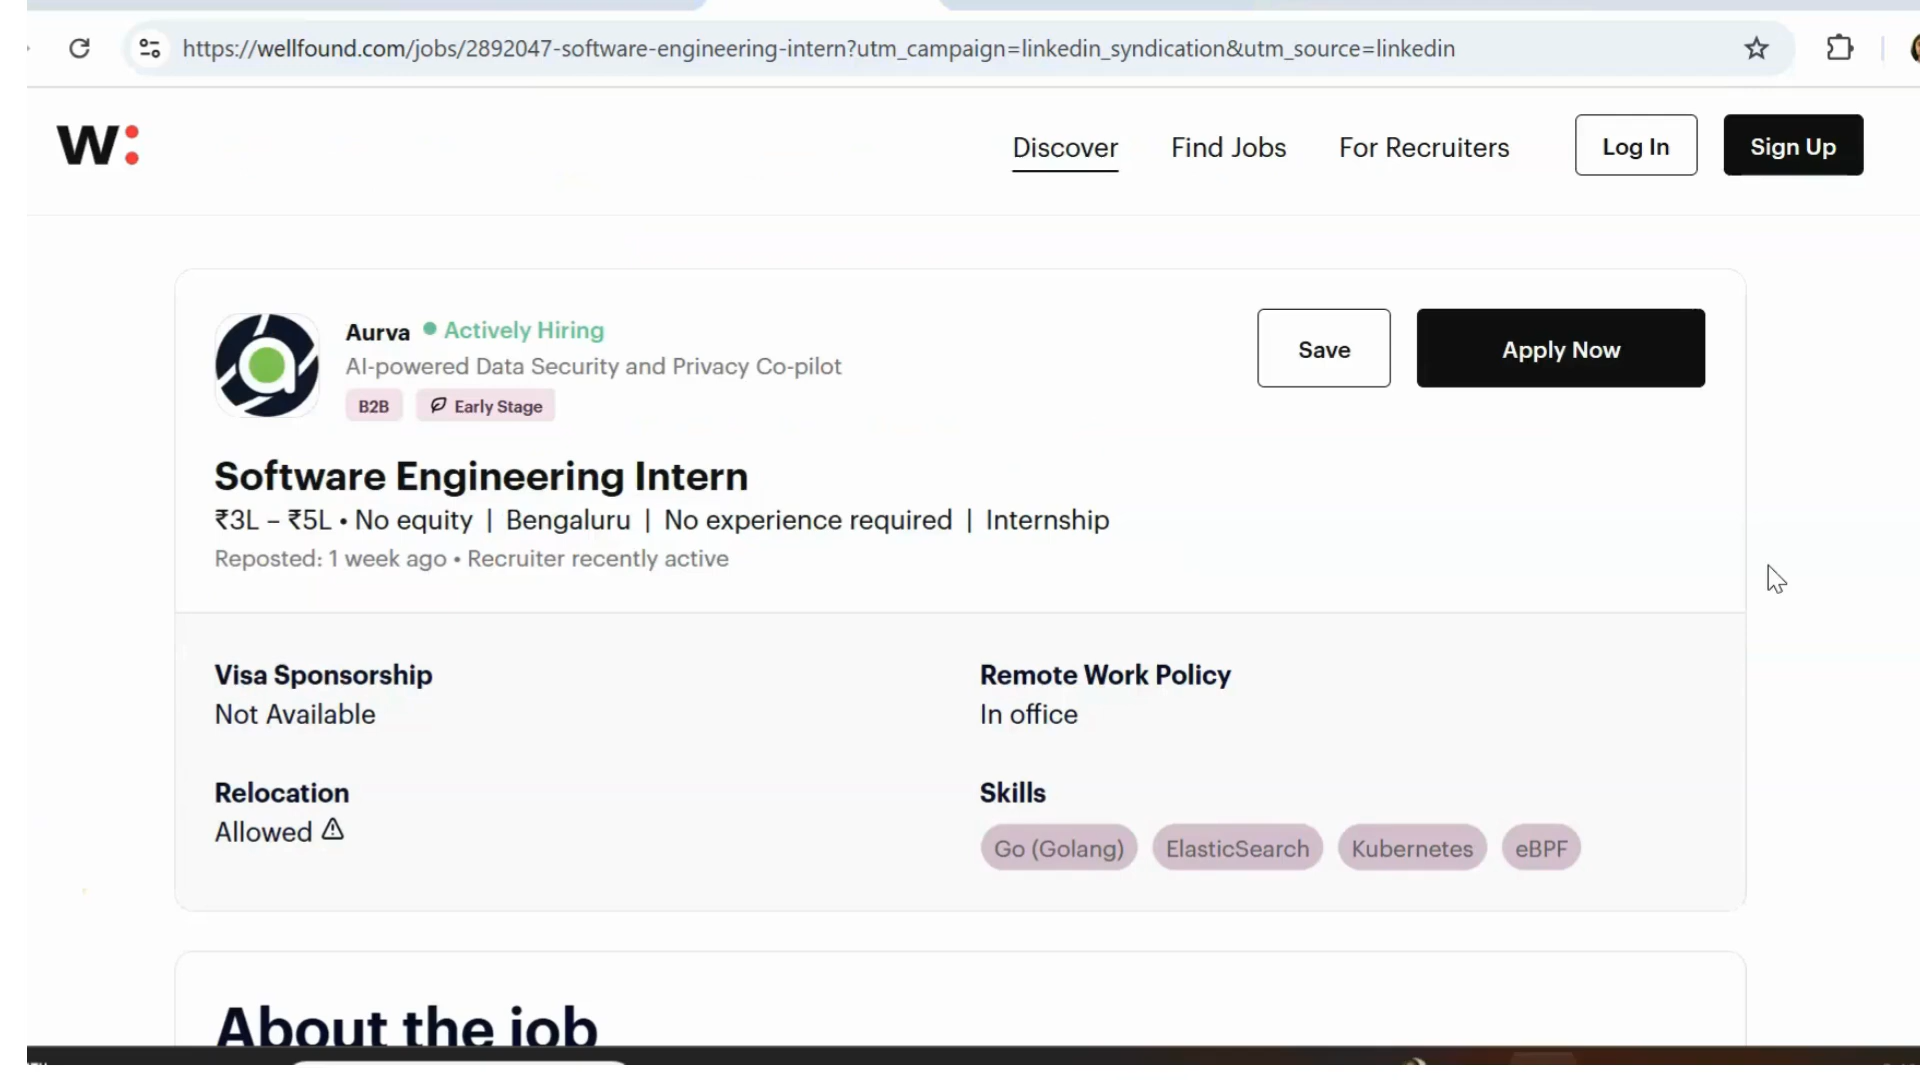 https://wellfound.com/jobs/2892047-software-engineering-intern?utm_campaign=linkedin_syndication&utm_source=linkedin
W:
Discover
Find Jobs
For Recruiters
Log In
Sign Up
Aurva
Actively Hiring
AI-powered Data Security and Privacy Co-pilot
B2B
Early Stage
Save
Apply Now
Software Engineering Intern
₹3L – ₹5L • No equity | Bengaluru | No experience required | Internship
Reposted: 1 week ago • Recruiter recently active
Visa Sponsorship
Not Available
Remote Work Policy
In office
Relocation
Allowed
Skills
Go (Golang)
ElasticSearch
Kubernetes
eBPF
About the job